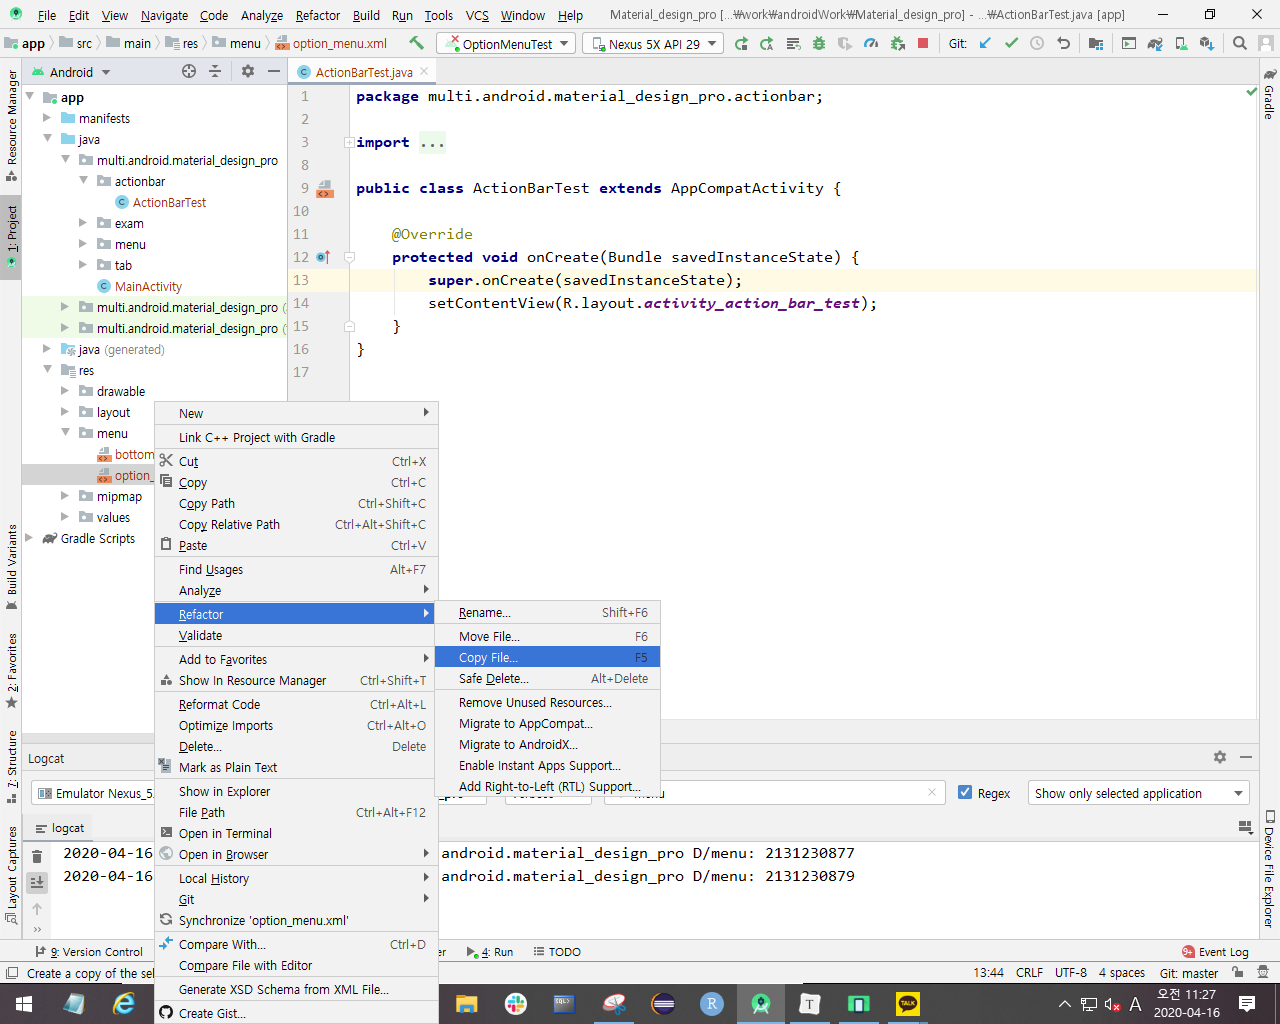 File Edit View Navigate Code Analyze Refactor Build Run Tools VCS Window Help Material_design_pro [...₩work₩androidWork₩Material_design_pro] - ...₩ActionBarTest.java [app]
app src main res menu option_menu.xml OptionMenuTest Nexus 5X API 29 Git:
Android
ActionBarTest.java
Resource Manager
1: Project
Build Variants
2: Favorites
7: Structure
Layout Captures
Gradle
Device File Explorer
app
manifests
java
multi.android.material_design_pro
actionbar
ActionBarTest
exam
menu
tab
MainActivity
multi.android.material_design_pro (
multi.android.material_design_pro (
java (generated)
res
drawable
layout
menu
bottom
option_
mipmap
values
Gradle Scripts
1 package multi.android.material_design_pro.actionbar;
2
3 import ...
8
9 public class ActionBarTest extends AppCompatActivity {
10
11 @Override
12 protected void onCreate(Bundle savedInstanceState) {
13 super.onCreate(savedInstanceState);
14 setContentView(R.layout.activity_action_bar_test);
15 }
16 }
17
New
Link C++ Project with Gradle
Cut Ctrl+X
Copy Ctrl+C
Copy Path Ctrl+Shift+C
Copy Relative Path Ctrl+Alt+Shift+C
Paste Ctrl+V
Find Usages Alt+F7
Analyze
Refactor
Validate
Add to Favorites
Show In Resource Manager Ctrl+Shift+T
Reformat Code Ctrl+Alt+L
Optimize Imports Ctrl+Alt+O
Delete... Delete
Mark as Plain Text
Show in Explorer
File Path Ctrl+Alt+F12
Open in Terminal
Open in Browser
Local History
Git
Synchronize 'option_menu.xml'
Compare With... Ctrl+D
Compare File with Editor
Generate XSD Schema from XML File...
Create Gist...
Rename... Shift+F6
Move File... F6
Copy File... F5
Safe Delete... Alt+Delete
Remove Unused Resources...
Migrate to AppCompat...
Migrate to AndroidX...
Enable Instant Apps Support...
Add Right-to-Left (RTL) Support...
Logcat
Emulator Nexus_5 Regex Show only selected application
logcat
2020-04-16 android.material_design_pro D/menu: 2131230877
2020-04-16 android.material_design_pro D/menu: 2131230879
9: Version Control er 4: Run TODO 9+ Event Log
Create a copy of the sel 13:44 CRLF UTF-8 4 spaces Git: master
SQL R T TALK A 오전 11:27
2020-04-16